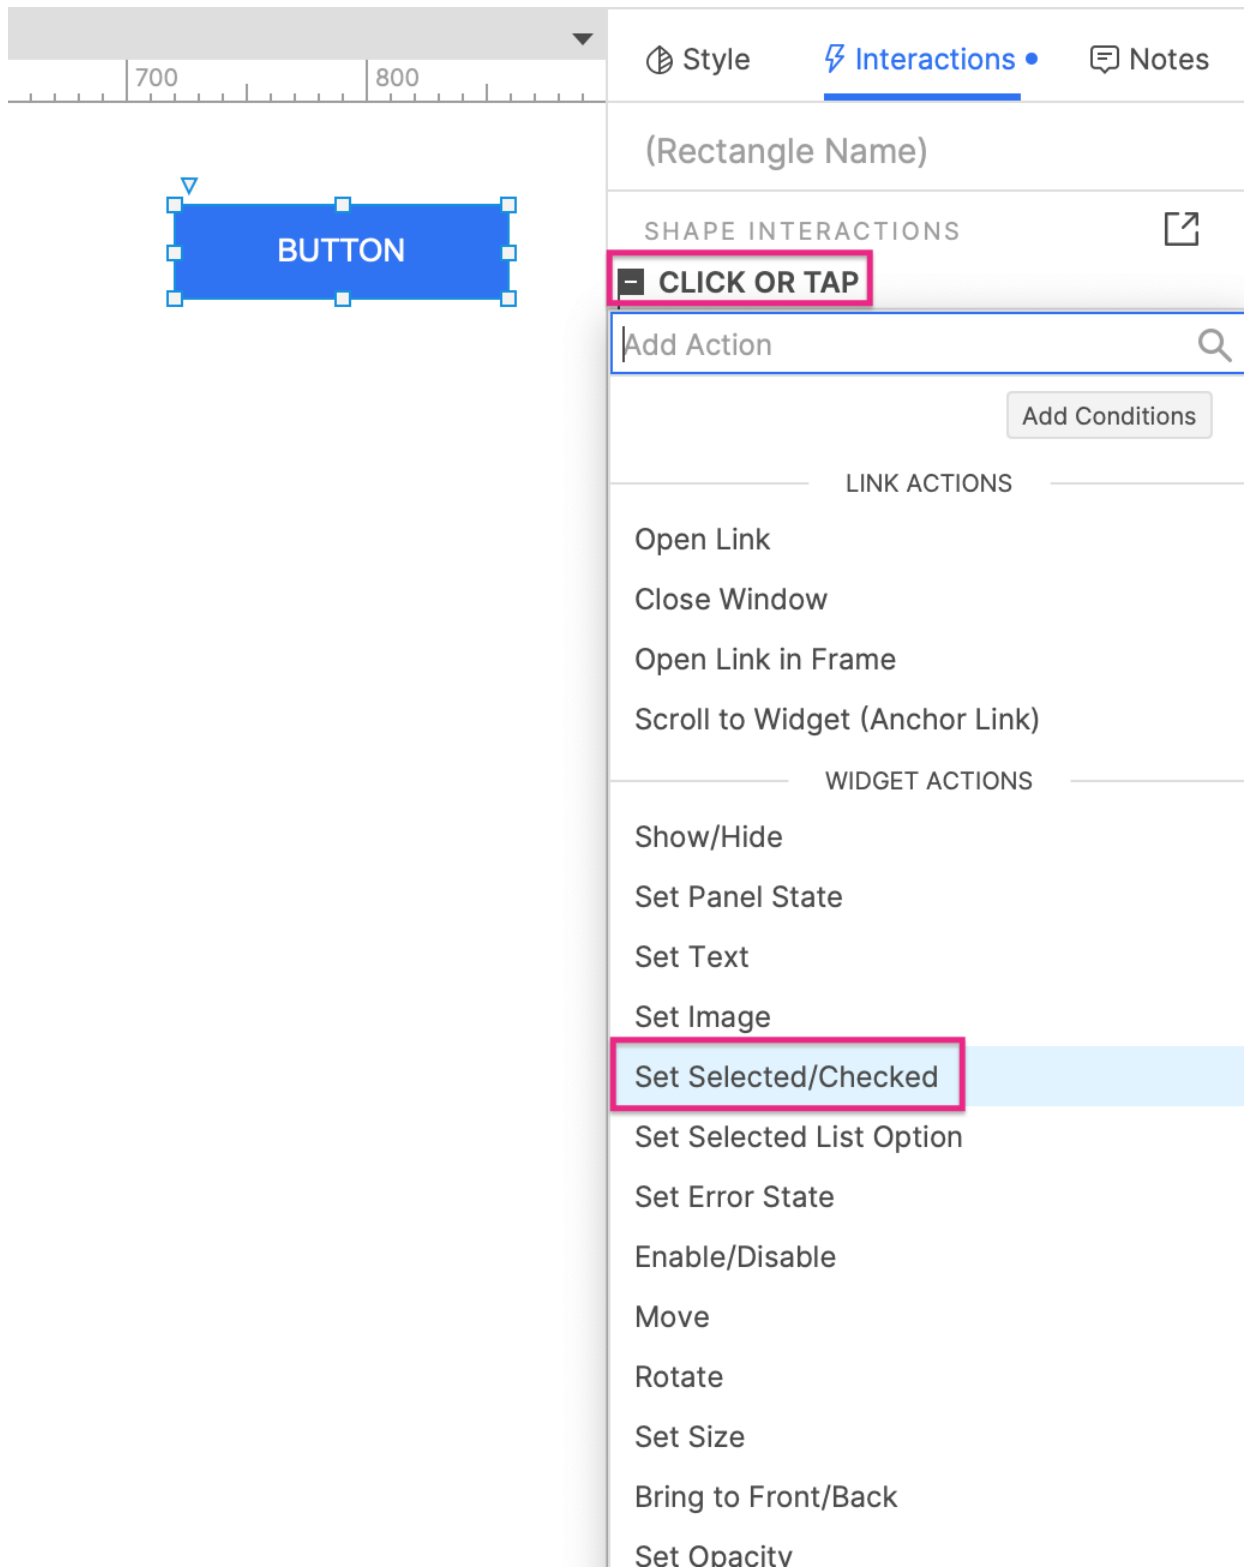 Style
Interactions
Notes
700
800
(Rectangle Name)
SHAPE INTERACTIONS
BUTTON
CLICK OR TAP
Add Action
Add Conditions
LINK ACTIONS
Open Link
Close Window
Open Link in Frame
Scroll to Widget (Anchor Link)
WIDGET ACTIONS
Show/Hide
Set Panel State
Set Text
Set Image
Set Selected/Checked
Set Selected List Option
Set Error State
Enable/Disable
Move
Rotate
Set Size
Bring to Front/Back
Set Opacity